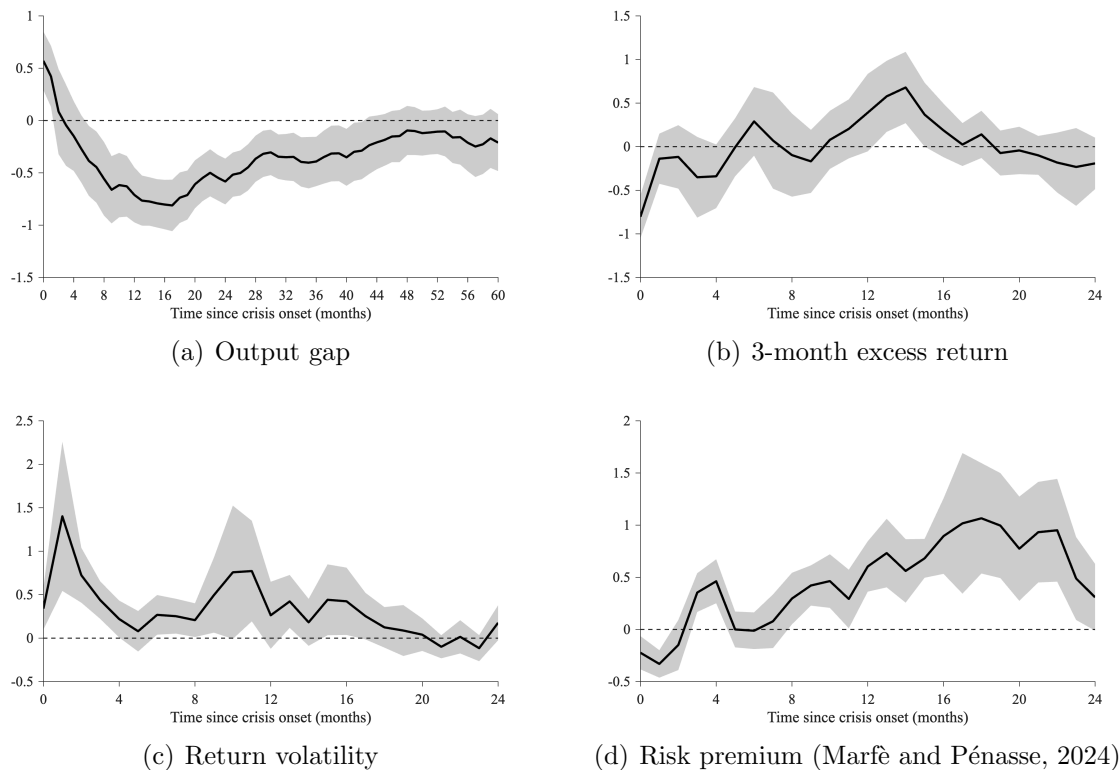 1
0.5
0
-0.5
-1
-1.5
0 4 8 12 16 20 24 28 32 36 40 44 48 52 56 60
Time since crisis onset (months)
(a) Output gap
1.5
1
0.5
0
-0.5
-1
-1.5
0 4 8 12 16 20 24
Time since crisis onset (months)
(b) 3-month excess return
2.5
2
1.5
1
0.5
0
-0.5
0 4 8 12 16 20 24
Time since crisis onset (months)
(c) Return volatility
2
1.5
1
0.5
0
-0.5
0 4 8 12 16 20 24
Time since crisis onset (months)
(d) Risk premium (Marfè and Pénasse, 2024)